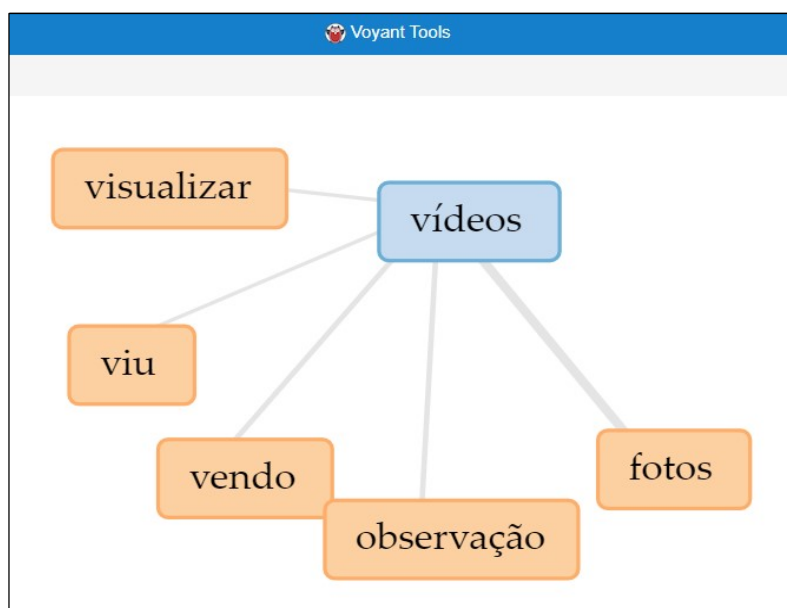 Voyant Tools
visualizar
vídeos
viu
vendo
fotos
observação